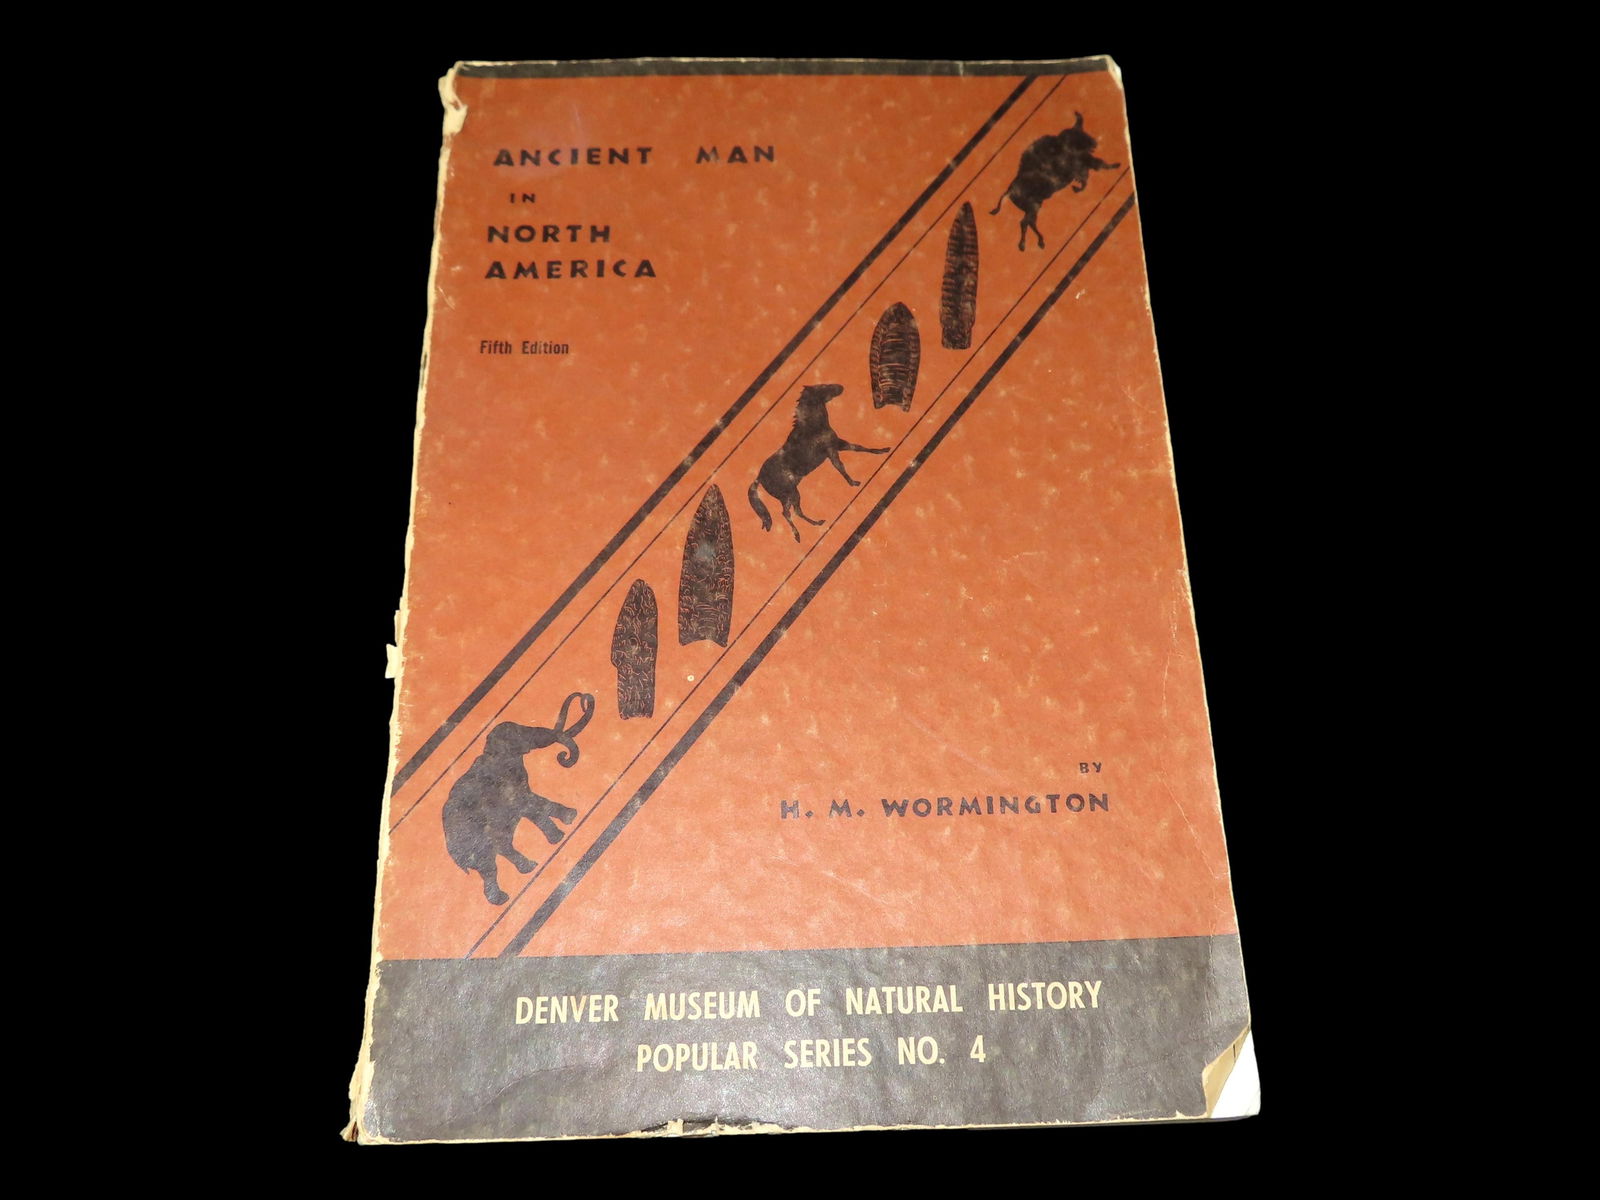 ANCIENT MAN
IN
NORTH
AMERICA
Fifth Edition
BY
H. M. WORMINGTON
DENVER MUSEUM OF NATURAL HISTORY
POPULAR SERIES NO. 4